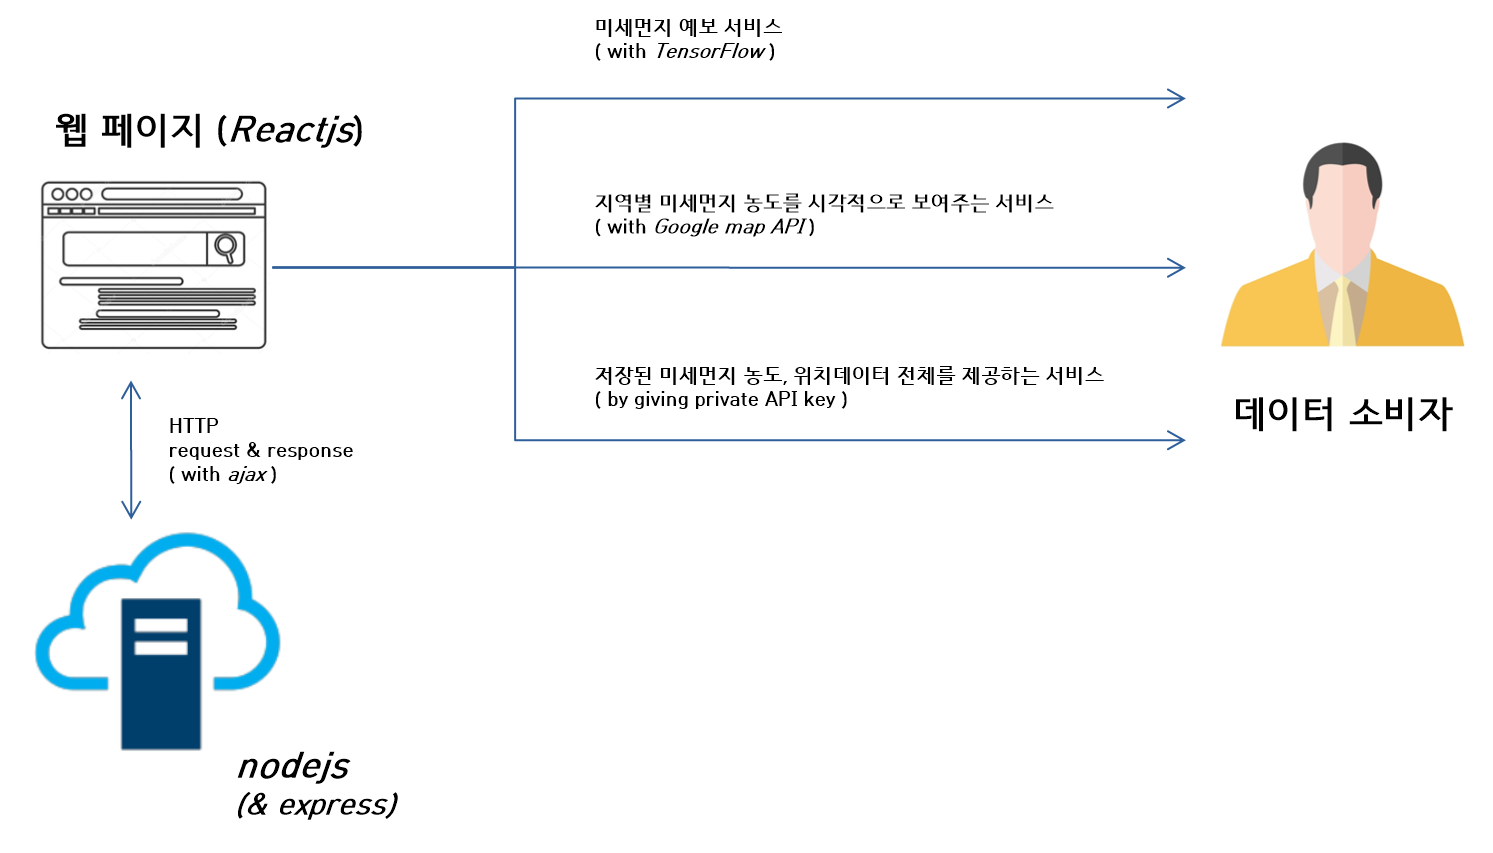 미세먼지 예보 서비스
( with TensorFlow )
웹 페이지 (Reactjs)
지역별 미세먼지 농도를 시각적으로 보여주는 서비스
( with Google map API )
저장된 미세먼지 농도, 위치데이터 전체를 제공하는 서비스
( by giving private API key )
데이터 소비자
HTTP
request & response
( with ajax )
nodejs
(& express)